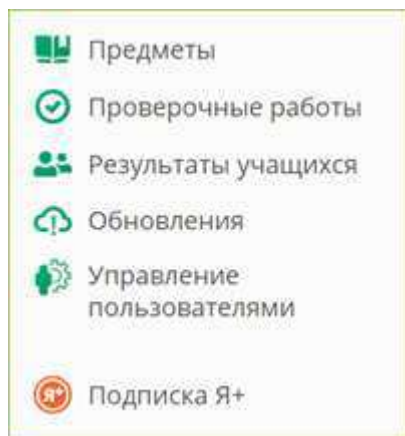 Предметы
Проверочные работы
Результаты учащихся
Обновления
Управление
пользователями
Я+
Подписка Я+